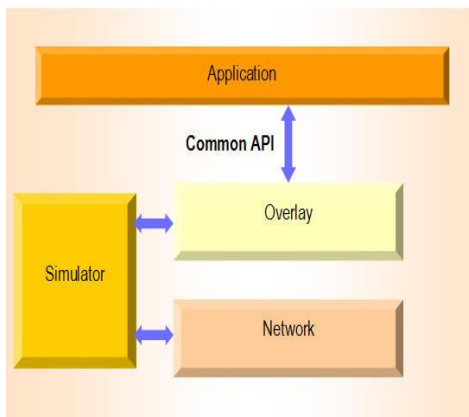 Application
Common API
Overlay
Simulator
Network